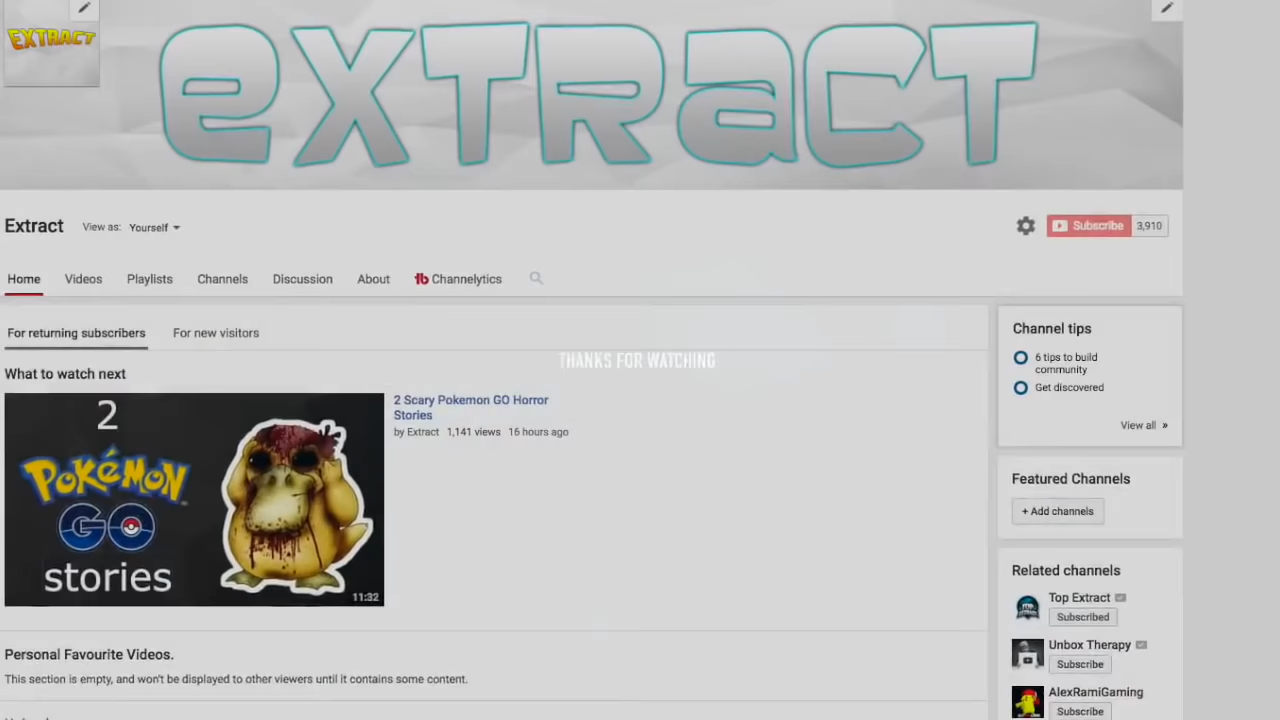 EXTRACT
eXTRaCT
Extract
View as: Yourself
Subscribe 3,910
Home Videos Playlists Channels Discussion About Channelytics
For returning subscribers For new visitors
THANKS FOR WATCHING
What to watch next
2
POKéMON
GO
stories
11:32
2 Scary Pokemon GO Horror
Stories
by Extract 1,141 views 16 hours ago
Personal Favourite Videos.
This section is empty, and won't be displayed to other viewers until it contains some content.
Channel tips
6 tips to build
community
Get discovered
View all »
Featured Channels
+ Add channels
Related channels
Top Extract
Subscribed
Unbox Therapy
Subscribe
AlexRamiGaming
Subscribe